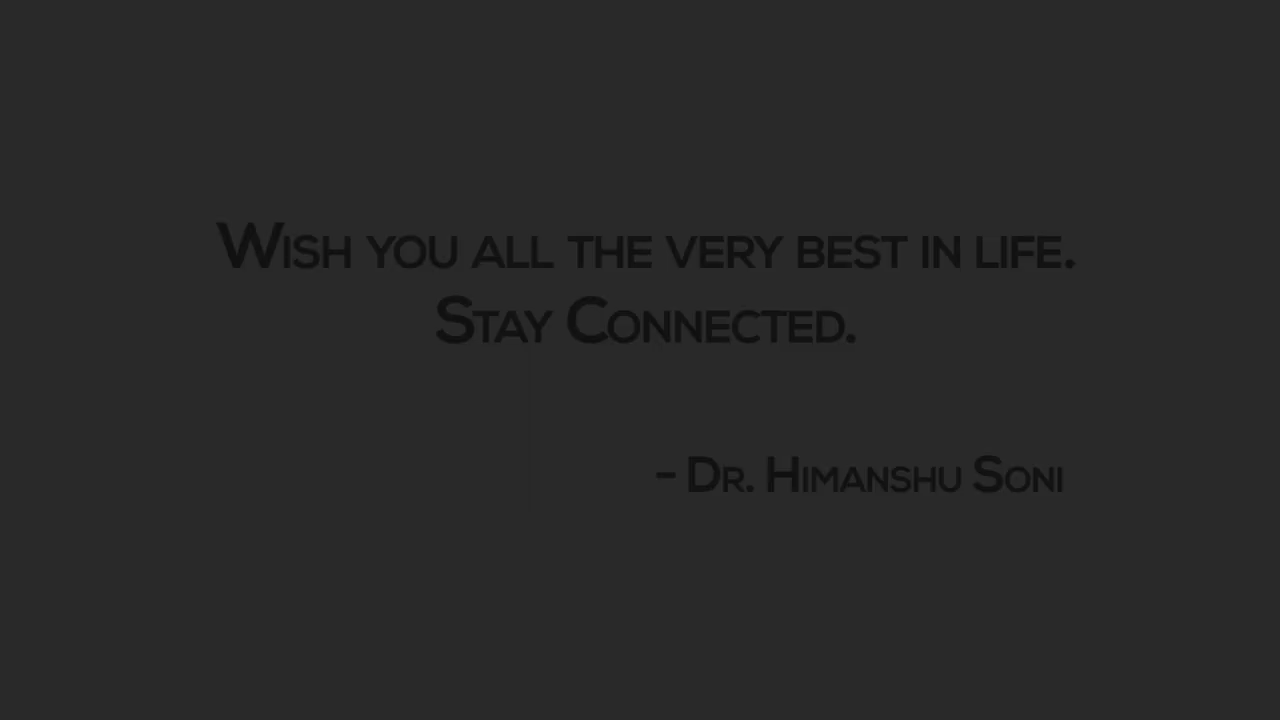 Wish you all the very best in life.
Stay Connected.
- Dr. Himanshu Soni